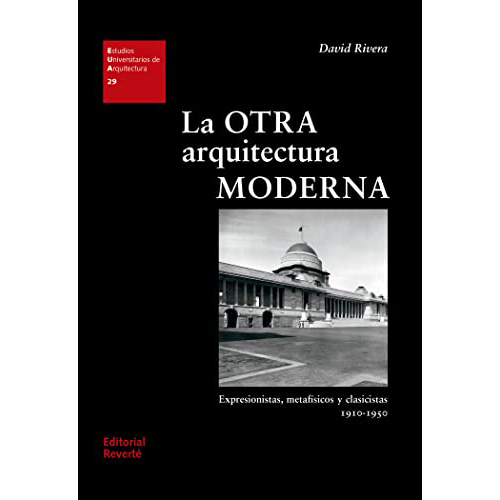 Estudios
Universitarios de
Arquitectura
29
David Rivera
La OTRA
arquitectura
MODERNA
Expresionistas, metafísicos y clasicistas
1910-1950
Editorial
Reverté